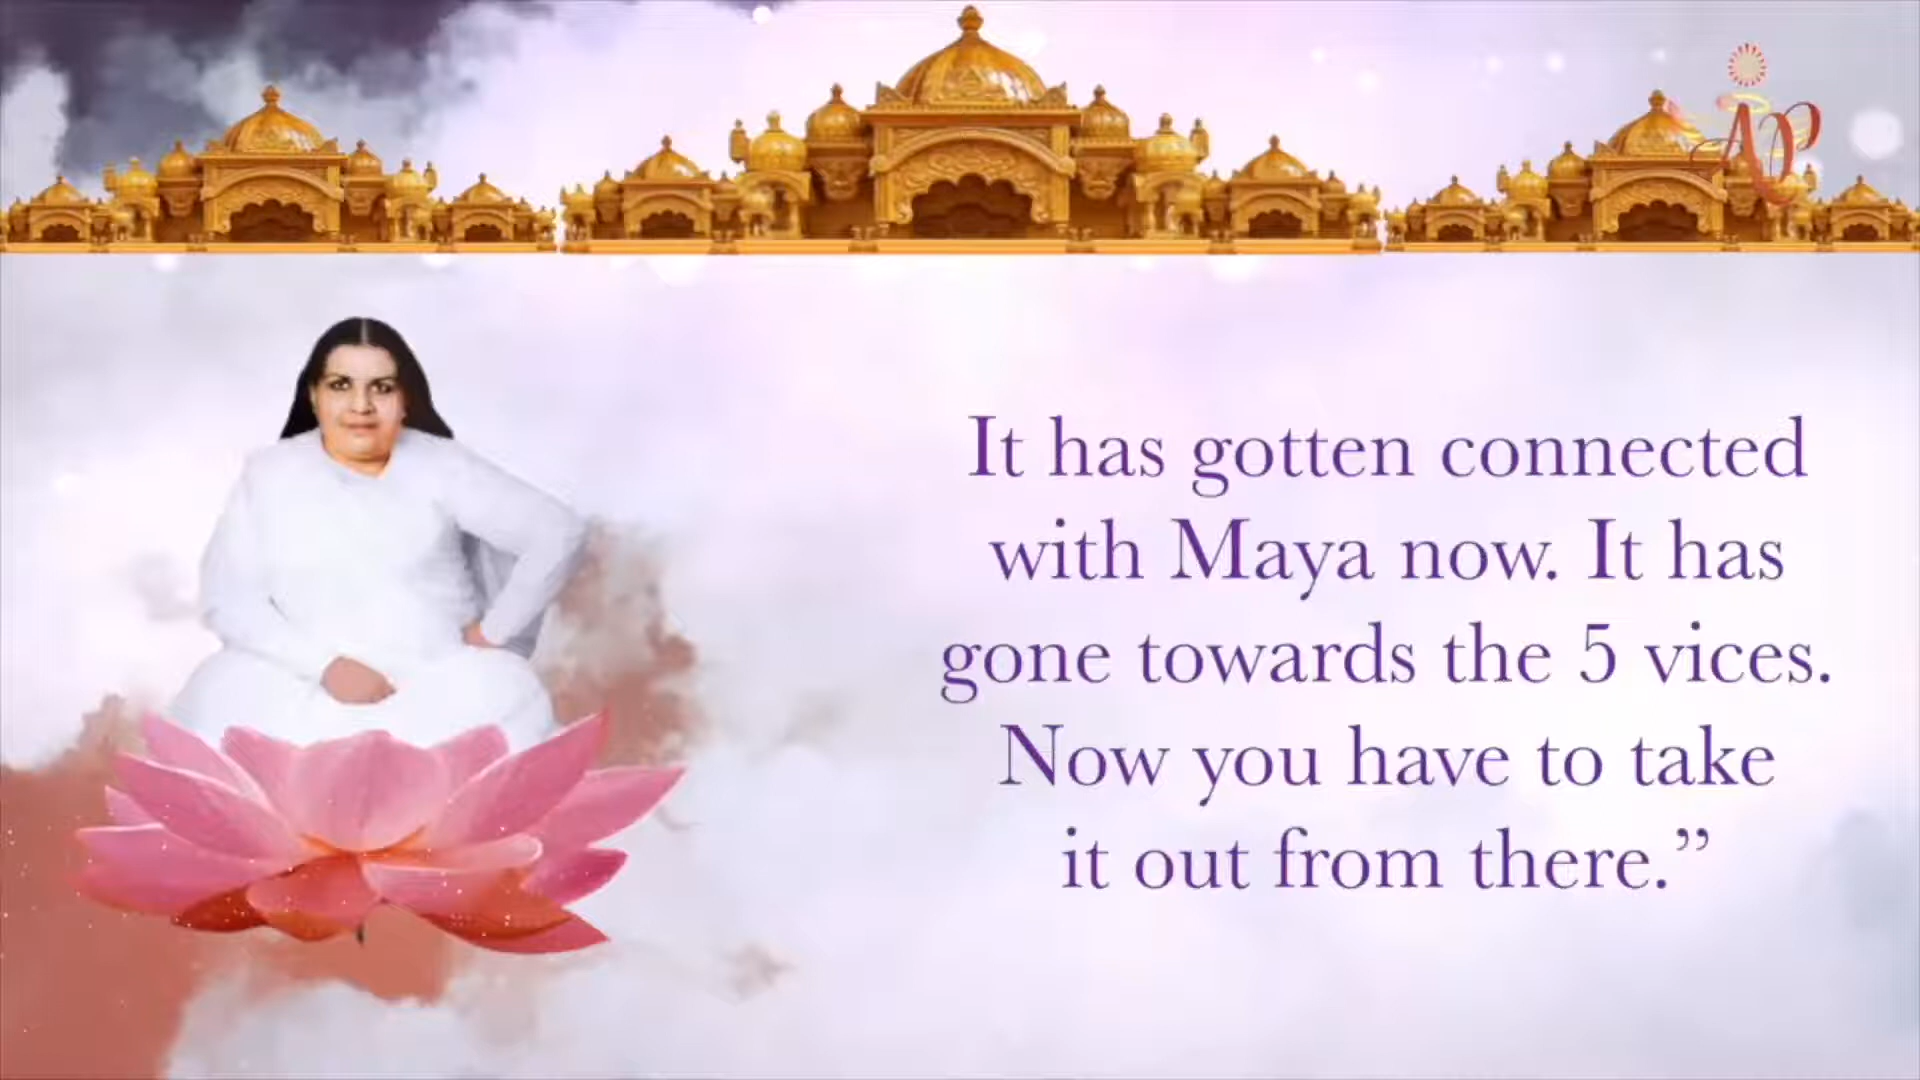 AP
It has gotten connected
with Maya now. It has
gone towards the 5 vices.
Now you have to take
it out from there.”